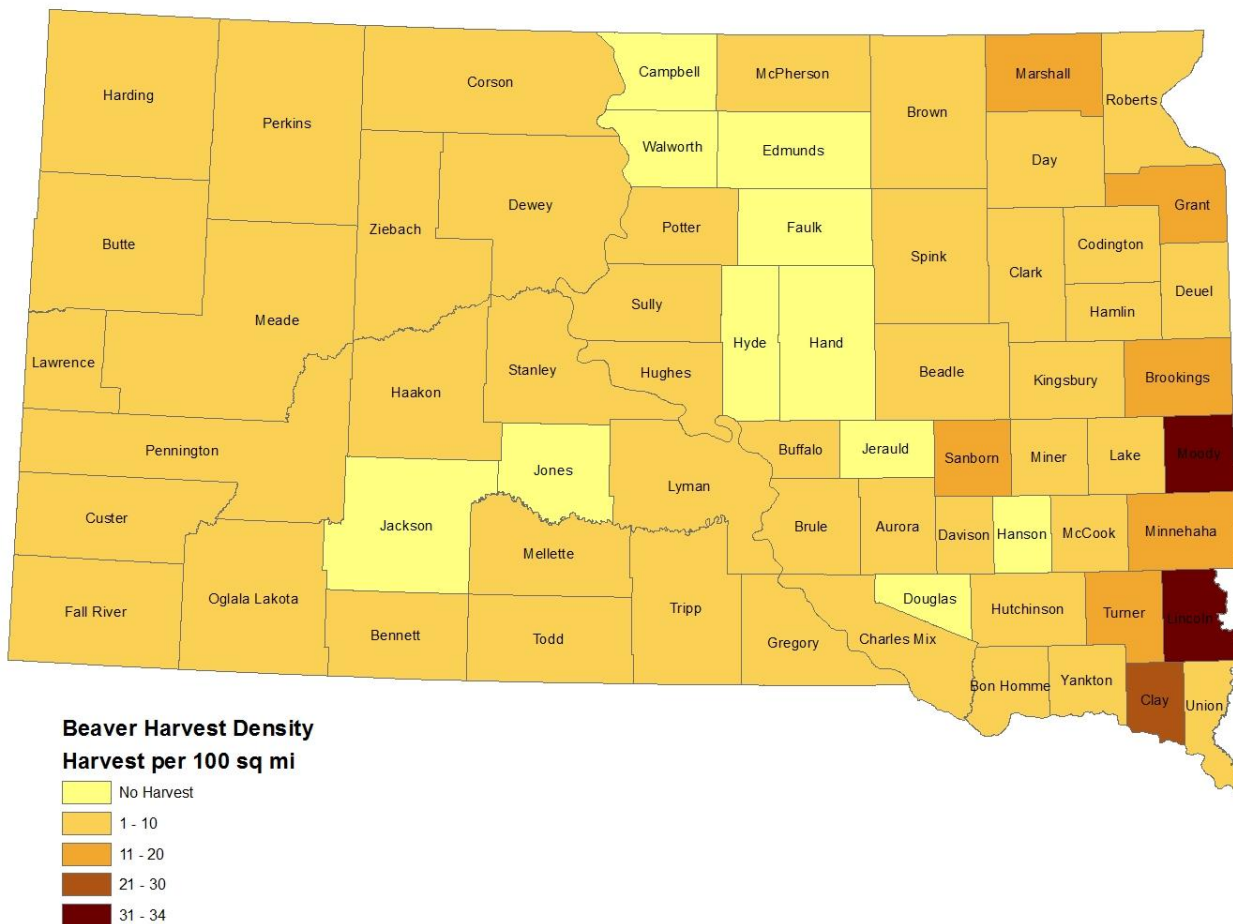 Campbell
McPherson
Marshall
Corson
Harding
Roberts
Brown
Perkins
Walworth
Edmunds
Day
Dewey
Grant
Potter
Faulk
Ziebach
Butte
Codington
Spink
Clark
Deuel
Sully
Hamlin
Meade
Hyde
Hand
Lawrence
Stanley
Hughes
Beadle
Kingsbury
Brookings
Haakon
Pennington
Buffalo
Jerauld
Sanborn
Miner
Lake
Moody
Jones
Lyman
Custer
Jackson
Brule
Aurora
Davison
Hanson
McCook
Minnehaha
Mellette
Oglala Lakota
Fall River
Tripp
Douglas
Hutchinson
Turner
Lincoln
Bennett
Todd
Gregory
Charles Mix
Bon Homme
Yankton
Clay
Union
Beaver Harvest Density
Harvest per 100 sq mi
No Harvest
1 - 10
11 - 20
21 - 30
31 - 34